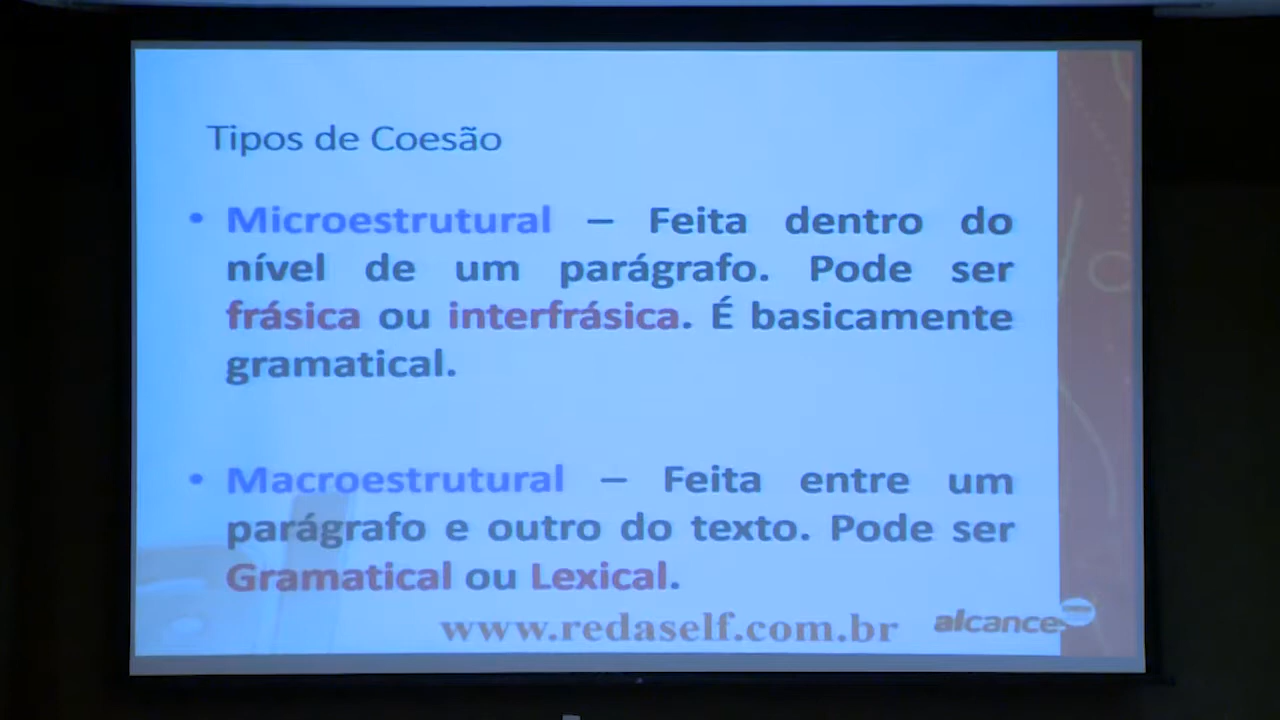 Tipos de Coesão
• Microestrutural – Feita dentro do
nível de um parágrafo. Pode ser
frásica ou interfrásica. É basicamente
gramatical.
• Macroestrutural – Feita entre um
parágrafo e outro do texto. Pode ser
Gramatical ou Lexical.
www.redaself.com.br
alcance